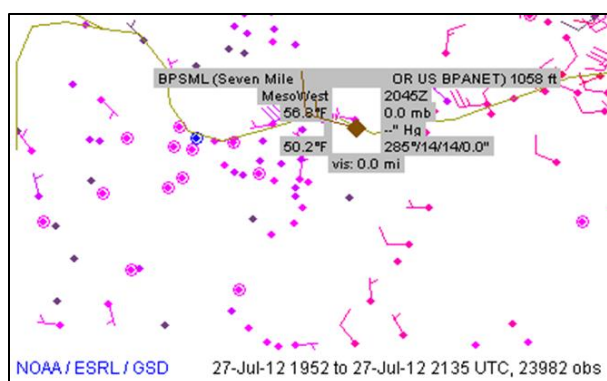 BPSML (Seven Mile OR US BPANET) 1058 ft
MesoWest 2045Z
56.8°F 0.0 mb
--" Hg
50.2°F 285°/14/14/0.0"
vis: 0.0 mi
NOAA / ESRL / GSD 27-Jul-12 1952 to 27-Jul-12 2135 UTC, 23982 obs